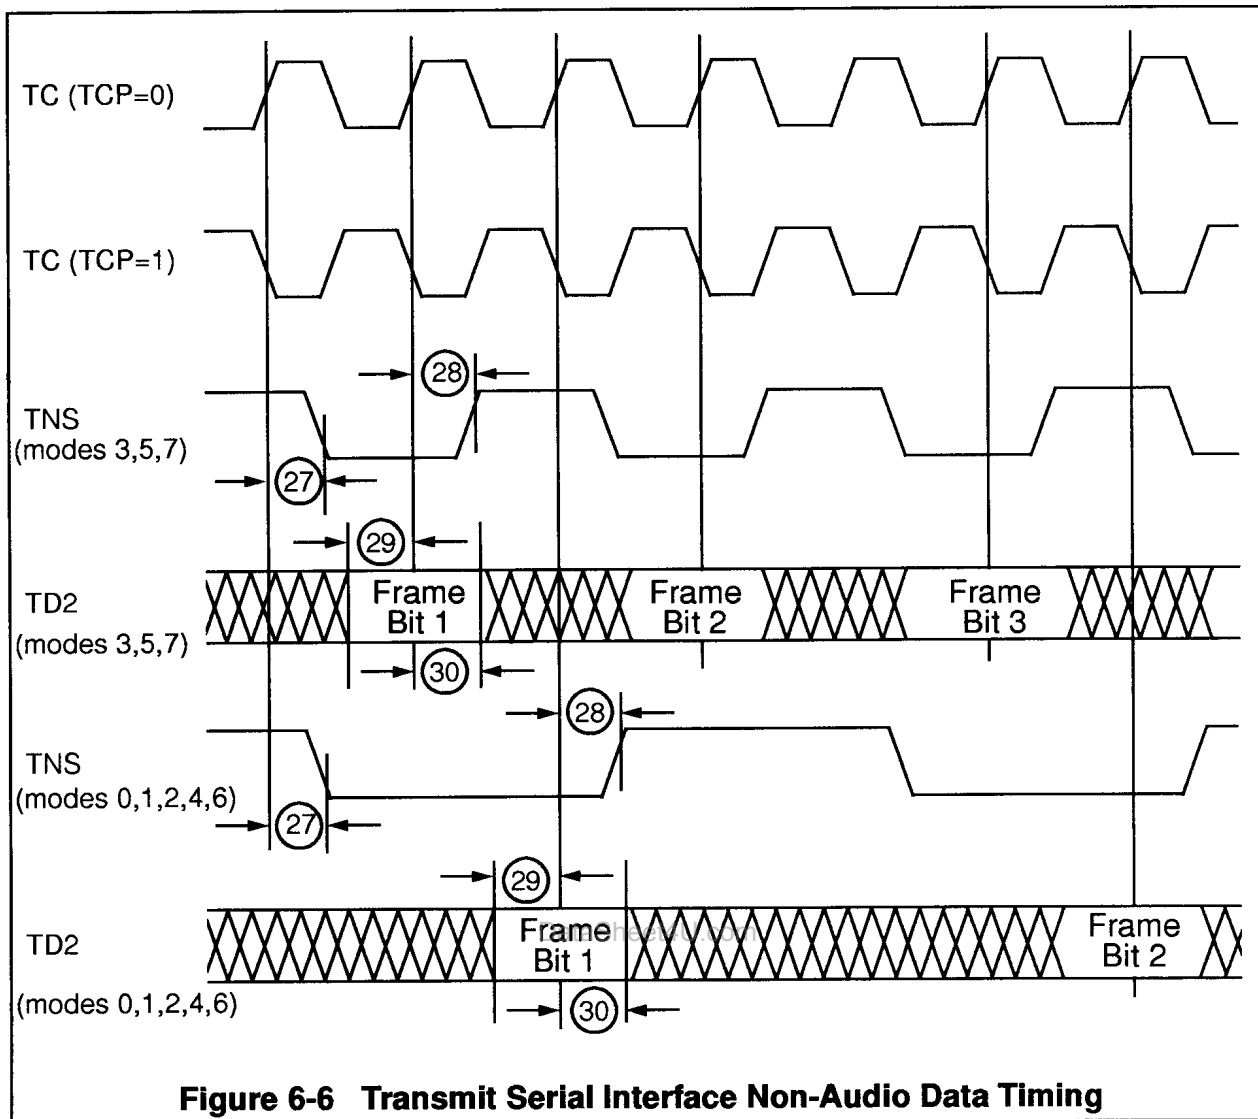 TC (TCP=0)
TC (TCP=1)
28
TNS
(modes 3,5,7)
27
29
TD2
(modes 3,5,7)
Frame
Bit 1
Frame
Bit 2
Frame
Bit 3
30
28
TNS
(modes 0,1,2,4,6)
27
29
TD2
(modes 0,1,2,4,6)
Frame
Bit 1
DataSheet4U.com
Frame
Bit 2
30
Figure 6-6 Transmit Serial Interface Non-Audio Data Timing